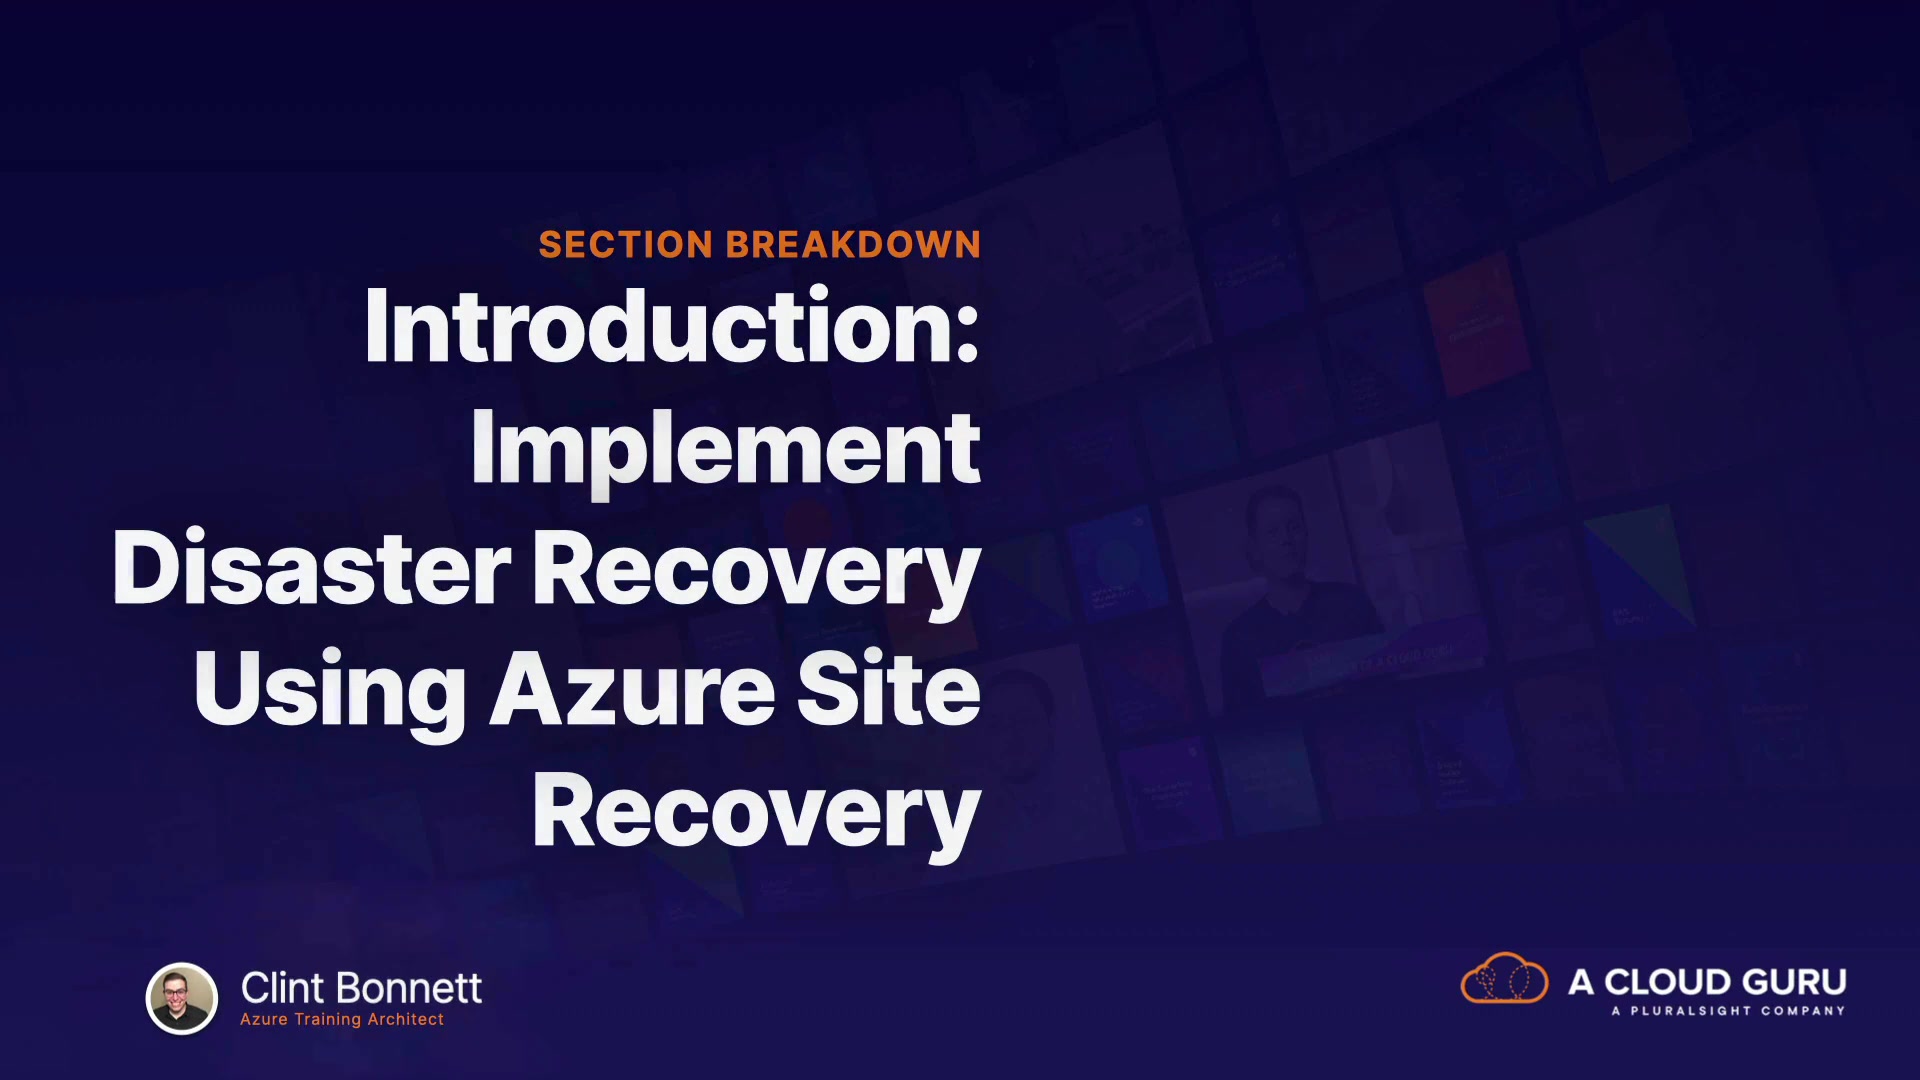 SECTION BREAKDOWN
Introduction:
Implement
Disaster Recovery
Using Azure Site
Recovery
Clint Bonnett
Azure Training Architect
A CLOUD GURU
A PLURALSIGHT COMPANY